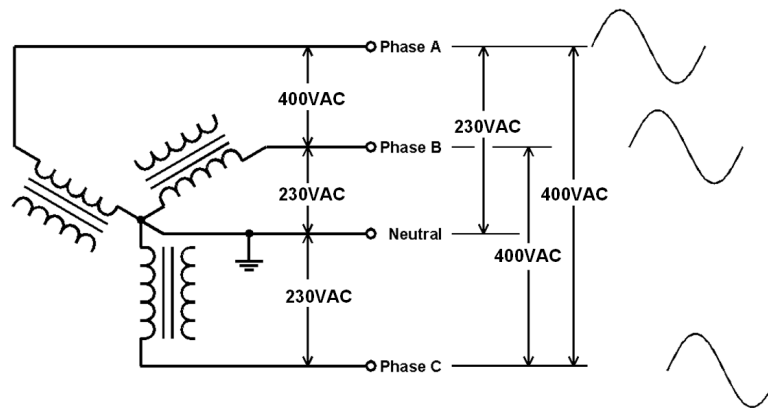 Phase A
400VAC
230VAC
Phase B
230VAC
400VAC
Neutral
400VAC
230VAC
Phase C